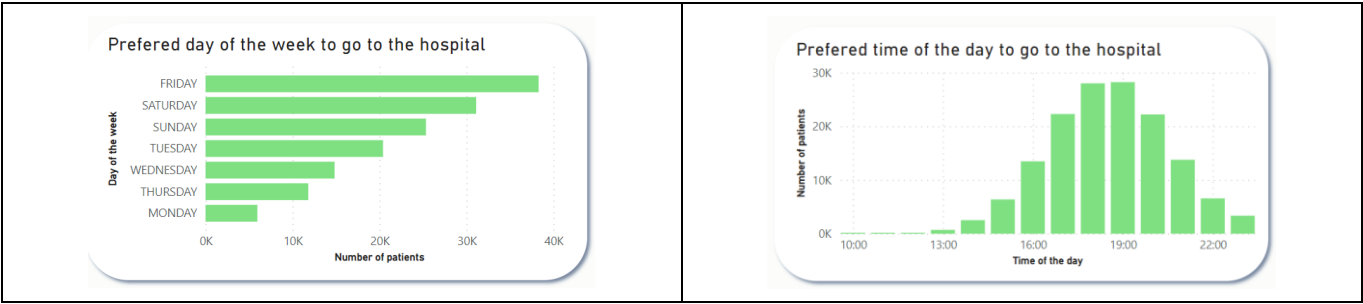 Prefered day of the week to go to the hospital
Day of the week
FRIDAY
SATURDAY
SUNDAY
TUESDAY
WEDNESDAY
THURSDAY
MONDAY
0K 10K 20K 30K 40K
Number of patients
Prefered time of the day to go to the hospital
Number of patients
30K
20K
10K
0K
10:00 13:00 16:00 19:00 22:00
Time of the day